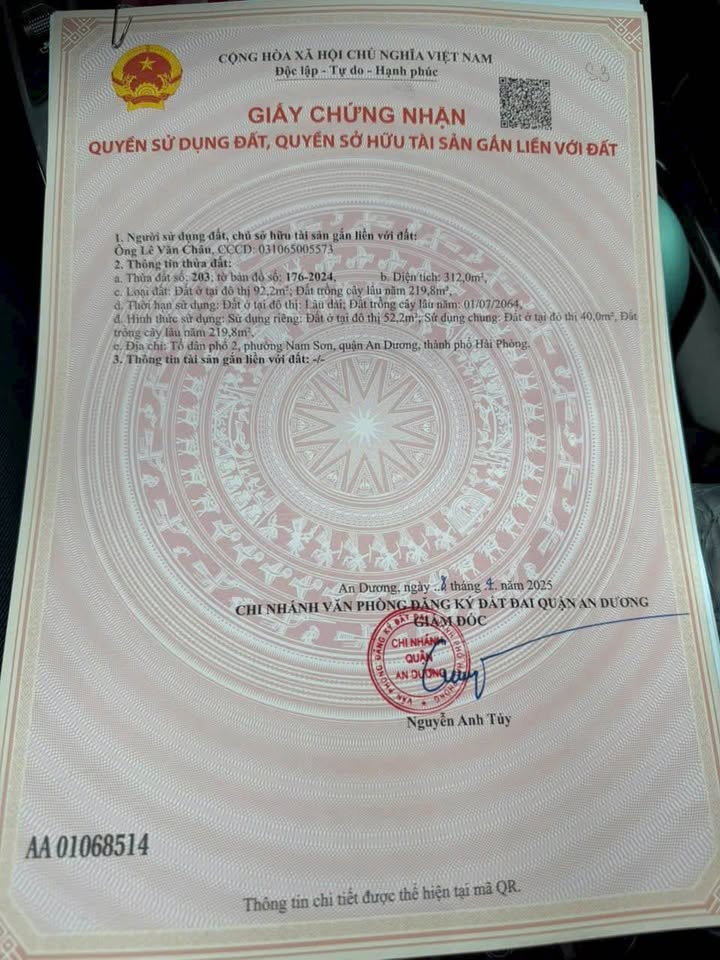 CỘNG HÒA XÃ HỘI CHỦ NGHĨA VIỆT NAM
Độc lập - Tự do - Hạnh phúc
S3
GIẤY CHỨNG NHẬN
QUYỀN SỬ DỤNG ĐẤT, QUYỀN SỞ HỮU TÀI SẢN GẮN LIỀN VỚI ĐẤT
1. Người sử dụng đất, chủ sở hữu tài sản gắn liền với đất:
Ông Lê Văn Châu, CCCD: 031065005573
2. Thông tin thửa đất:
a. Thửa đất số: 203, tờ bản đồ số: 176-2024, b. Diện tích: 312,0m²,
c. Loại đất: Đất ở tại đô thị 92,2m²; Đất trồng cây lâu năm 219,8m²,
d. Thời hạn sử dụng: Đất ở tại đô thị: Lâu dài; Đất trồng cây lâu năm: 01/07/2064,
đ. Hình thức sử dụng: Sử dụng riêng: Đất ở tại đô thị 52,2m²; Sử dụng chung: Đất ở tại đô thị 40,0m², Đất
trồng cây lâu năm 219,8m²,
e. Địa chỉ: Tổ dân phố 2, phường Nam Sơn, quận An Dương, thành phố Hải Phòng.
3. Thông tin tài sản gắn liền với đất: -/-
An Dương, ngày tháng năm 2025
CHI NHÁNH VĂN PHÒNG ĐĂNG KÝ ĐẤT ĐAI QUẬN AN DƯƠNG
GIÁM ĐỐC
CHI NHÁNH
QUẬN
AN DƯƠNG
Nguyễn Anh Túy
AA 01068514
Thông tin chi tiết được thể hiện tại mã QR.